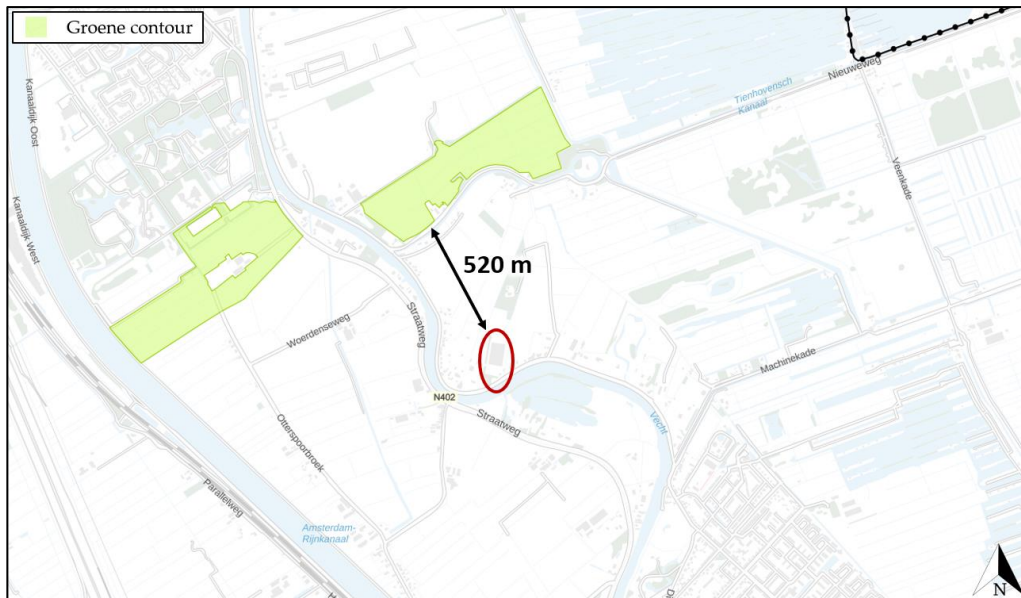 Groene contour
Kanaaldijk Oost
Kanaaldijk West
Nieuweweg
Tienhovensch
Kanaal
Veenkade
520 m
Straatweg
Woerdenseweg
Machinekade
N402
Straatweg
Vecht
Otterspoorbroek
Parallelweg
Amsterdam-
Rijnkanaal
N